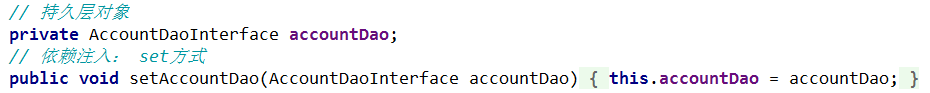 // 持久层对象
private AccountDaoInterface accountDao;
// 依赖注入： set方式
public void setAccountDao(AccountDaoInterface accountDao) { this.accountDao = accountDao; }